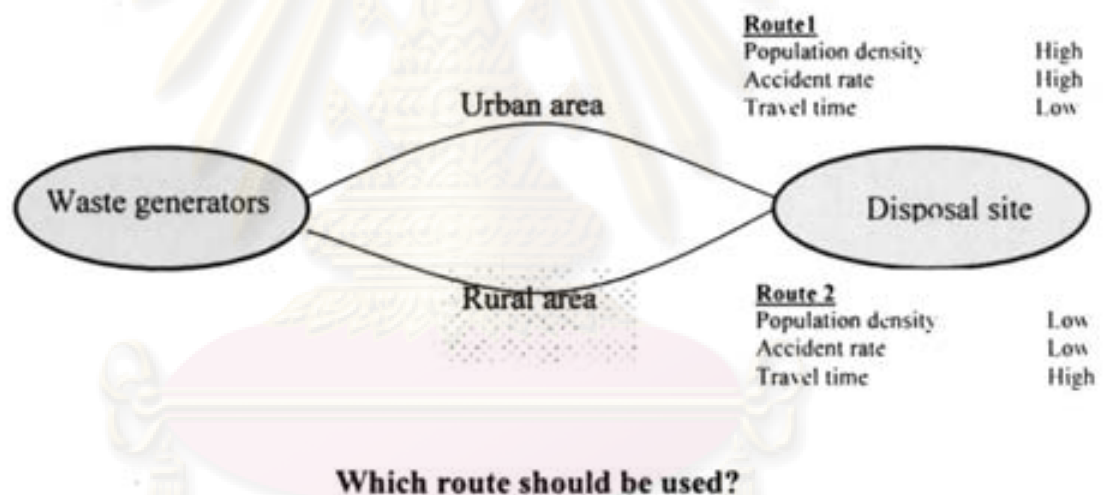 Route1
Population density High
Accident rate High
Travel time Low
Urban area
Waste generators
Disposal site
Rural area
Route 2
Population density Low
Accident rate Low
Travel time High
Which route should be used?